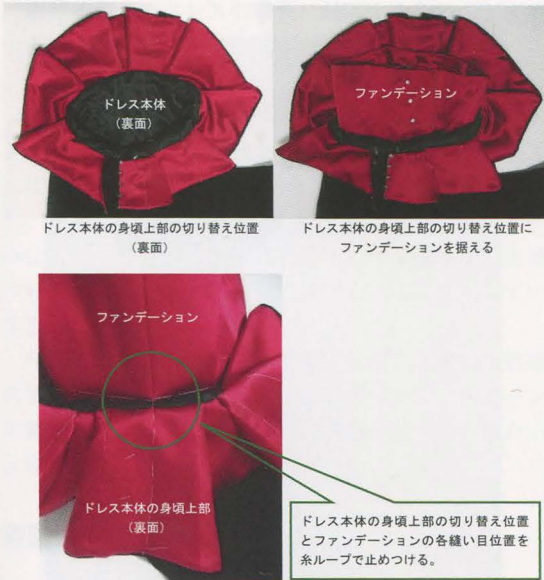 ドレス本体
(裏面)
ファンデーション
ドレス本体の身頃上部の切り替え位置
(裏面)
ドレス本体の身頃上部の切り替え位置に
ファンデーションを据える
ファンデーション
ドレス本体の身頃上部
(裏面)
ドレス本体の身頃上部の切り替え位置
とファンデーションの各縫い目位置を
糸ループで止めつける。